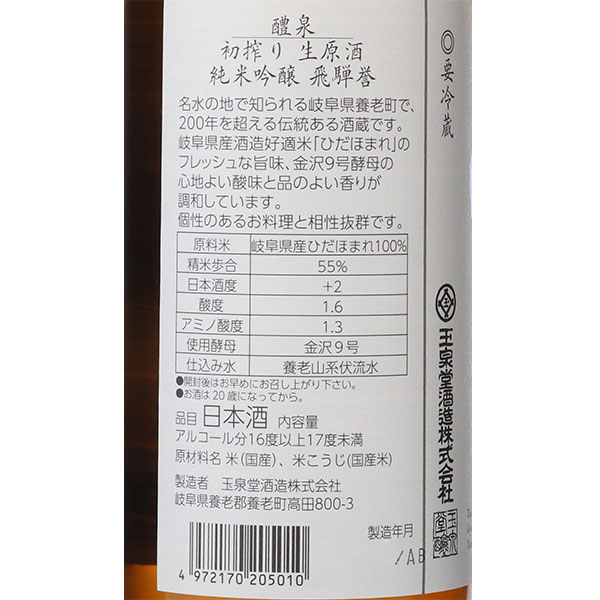 醴泉
初搾り 生原酒
純米吟醸 飛騨誉
名水の地で知られる岐阜県養老町で、
200年を超える伝統ある酒蔵です。
岐阜県産酒造好適米「ひだほまれ」の
フレッシュな旨味、金沢9号酵母の
心地よい酸味と品のよい香りが
調和しています。
個性のあるお料理と相性抜群です。
原料米 岐阜県産ひだほまれ100%
精米歩合 55%
日本酒度 +2
酸度 1.6
アミノ酸度 1.3
使用酵母 金沢9号
仕込み水 養老山系伏流水
●開封後はお早めにお召し上がり下さい。
●お酒は20歳になってから。
品目 日本酒 内容量
アルコール分16度以上17度未満
原材料名 米(国産)、米こうじ(国産米)
製造者 玉泉堂酒造株式会社
岐阜県養老郡養老町高田800-3
製造年月
/AB
4 972170 205010
◎要冷蔵
玉泉堂酒造株式会社